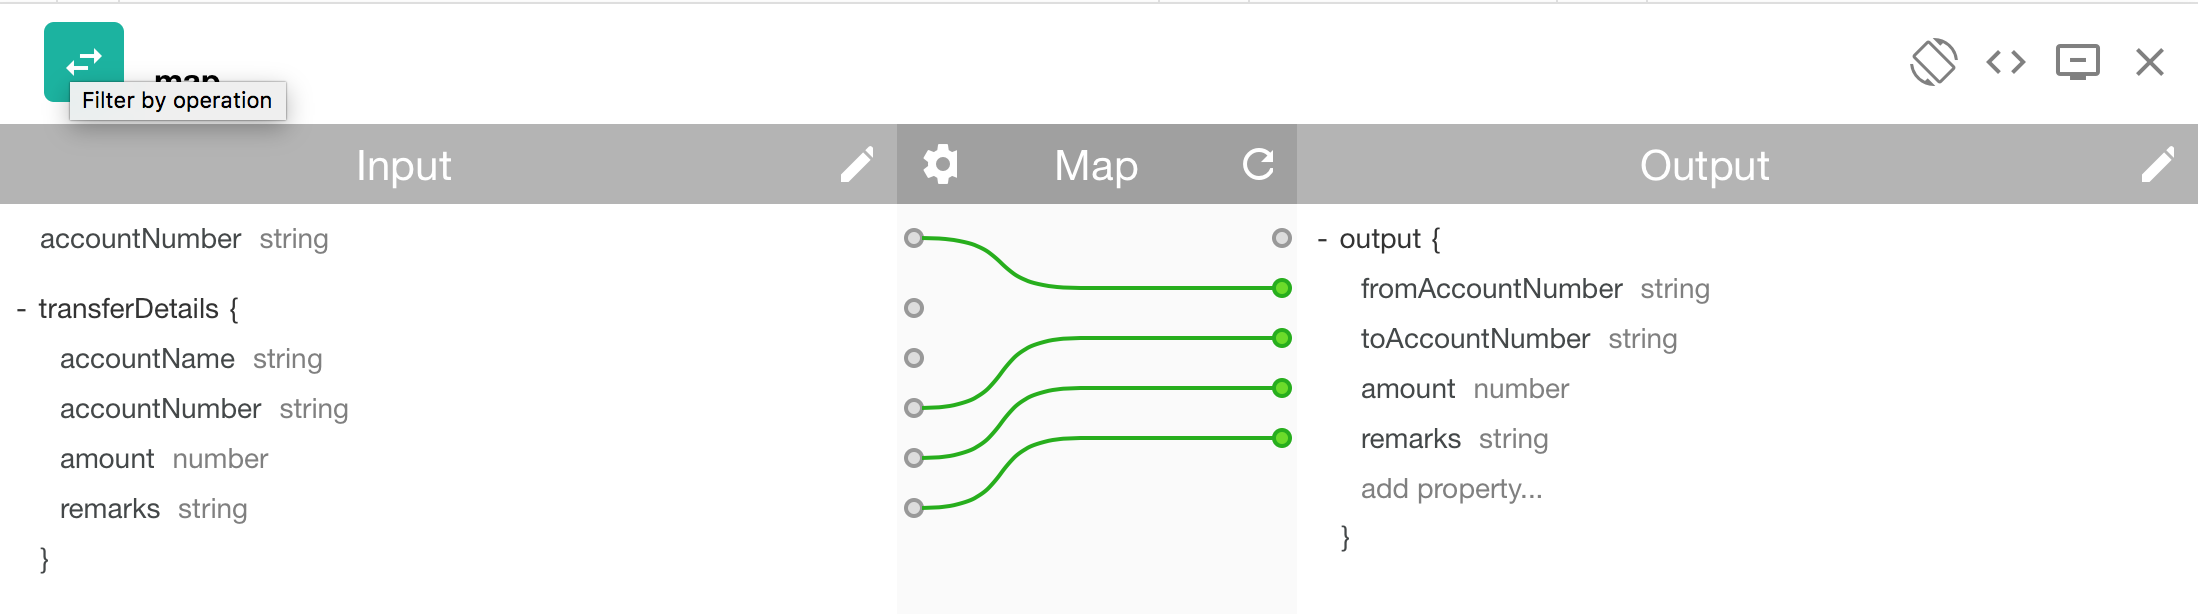 map
Filter by operation
Input
Map
Output
accountNumber string
- transferDetails {
accountName string
accountNumber string
amount number
remarks string
}
- output {
fromAccountNumber string
toAccountNumber string
amount number
remarks string
add property...
}